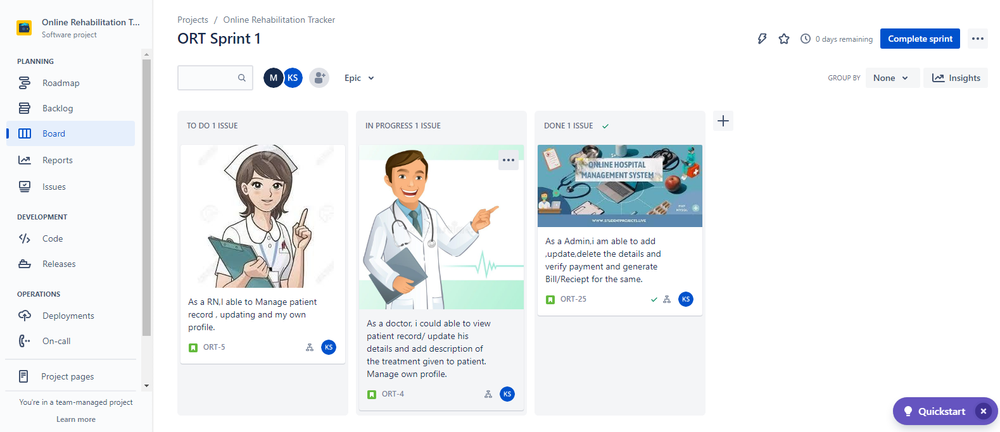 Online Rehabilitation T...
Software project
PLANNING
Roadmap
Backlog
Board
Reports
Issues
DEVELOPMENT
Code
Releases
OPERATIONS
Deployments
On-call
Project pages
You're in a team-managed project
Learn more
Projects / Online Rehabilitation Tracker
ORT Sprint 1
0 days remaining
Complete sprint
M
KS
Epic
GROUP BY
None
Insights
TO DO 1 ISSUE
As a RN,I able to Manage patient
record , updating and my own
profile.
ORT-5
KS
IN PROGRESS 1 ISSUE
As a doctor, i could able to view
patient record/ update his
details and add description of
the treatment given to patient.
Manage own profile.
ORT-4
KS
DONE 1 ISSUE
ONLINE HOSPITAL
MANAGEMENT SYSTEM
PHP
MYSQL
WWW.STUDENTPROJECTS.LIVE
As a Admin,i am able to add
,update,delete the details and
verify payment and generate
Bill/Reciept for the same.
ORT-25
KS
Quickstart